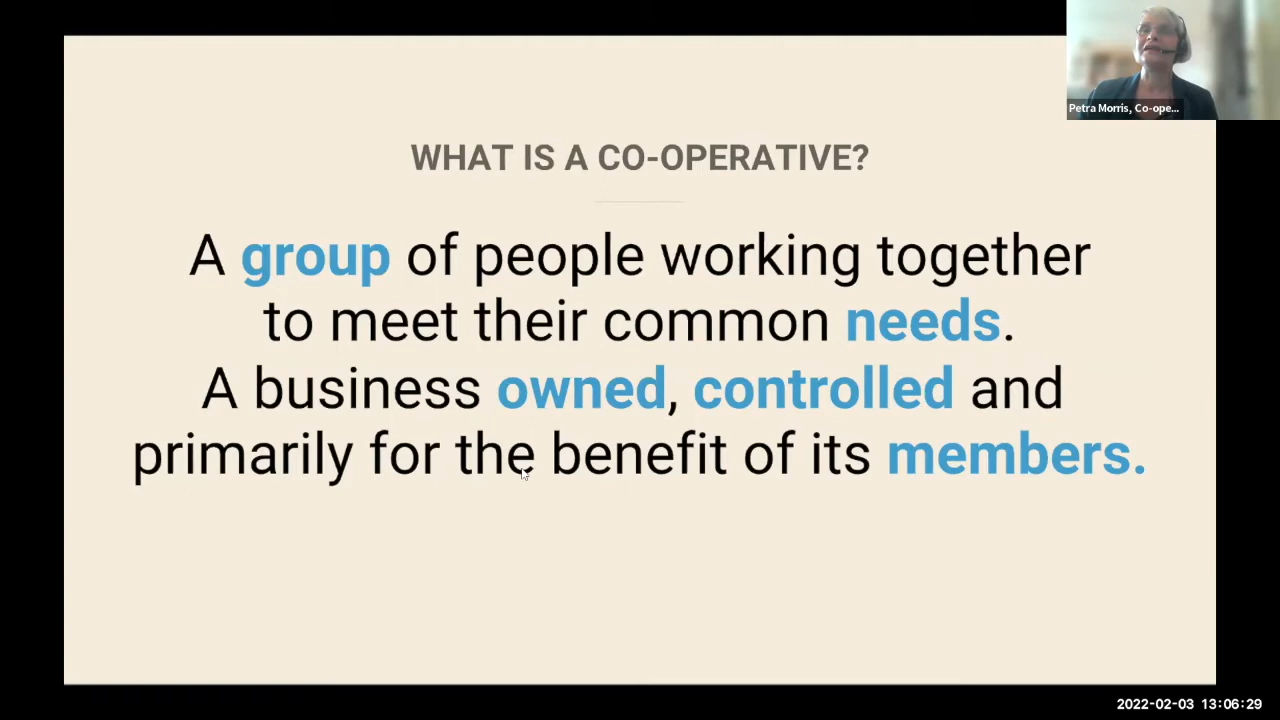 Petra Morris, Co-ope...
WHAT IS A CO-OPERATIVE?
A group of people working together
to meet their common needs.
A business owned, controlled and
primarily for the benefit of its members.
2022-02-03 13:06:29